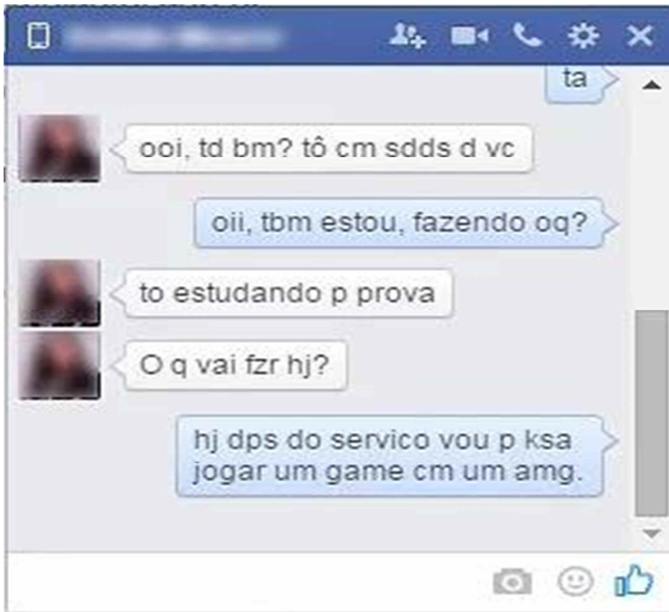 ta
ooi, td bm? tô cm sdds d vc
oii, tbm estou, fazendo oq?
to estudando p prova
O q vai fzr hj?
hj dps do servico vou p ksa
jogar um game cm um amg.